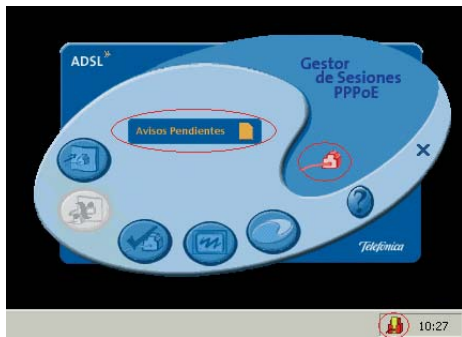 ADSL
Gestor
de Sesiones
PPPoE
Avisos Pendientes
?
Telefónica
10:27